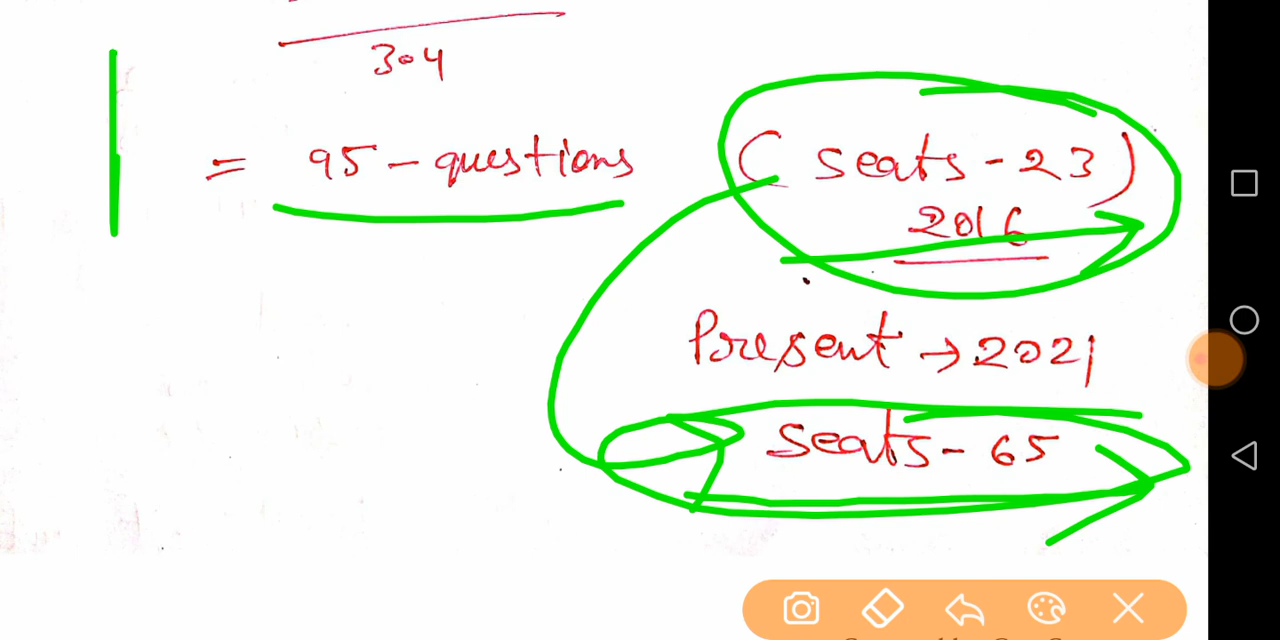 304
= 95 - questions (seats - 23)
2016
Present → 2021
Seats - 65